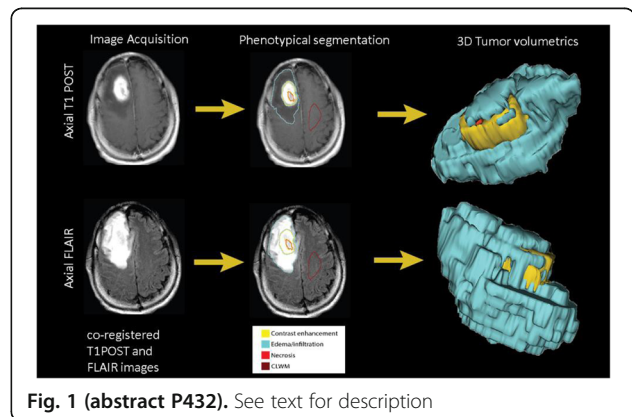 Image Acquisition
Phenotypical segmentation
3D Tumor volumetrics
Axial T1 POST
Axial FLAIR
co-registered
T1POST and
FLAIR images
Contrast enhancement
Edema/infiltration
Necrosis
CLWM
Fig. 1 (abstract P432). See text for description